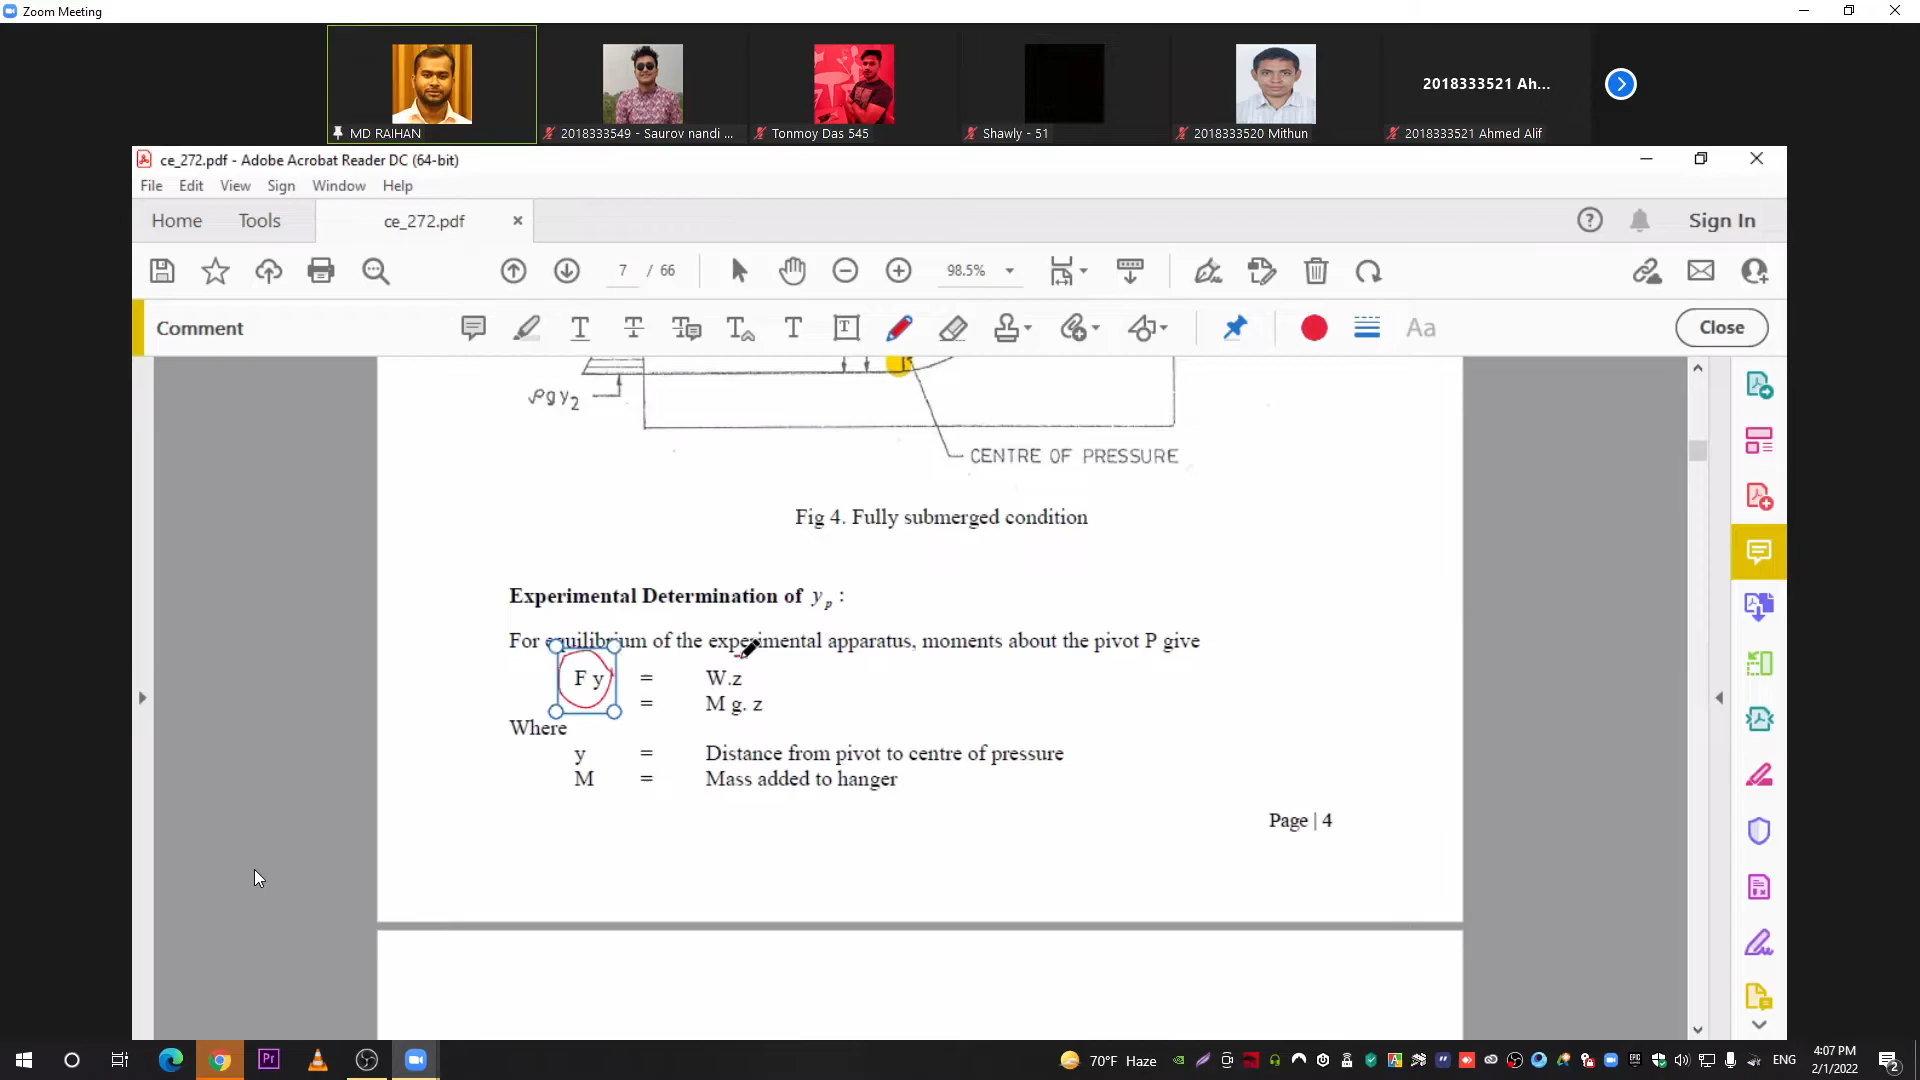 Zoom Meeting
2018333521 Ah...
MD RAIHAN
2018333549 - Saurov nandi ...
Tonmoy Das 545
Shawly - 51
2018333520 Mithun
2018333521 Ahmed Alif
ce_272.pdf - Adobe Acrobat Reader DC (64-bit)
File Edit View Sign Window Help
Home Tools ce_272.pdf Sign In
7 / 66 98.5%
Comment Close
ρgy2
CENTRE OF PRESSURE
Fig 4. Fully submerged condition
Experimental Determination of yp :
For equilibrium of the experimental apparatus, moments about the pivot P give
F y = W.z
= M g. z
Where
y = Distance from pivot to centre of pressure
M = Mass added to hanger
Page | 4
70°F Haze ENG 4:07 PM
2/1/2022 2